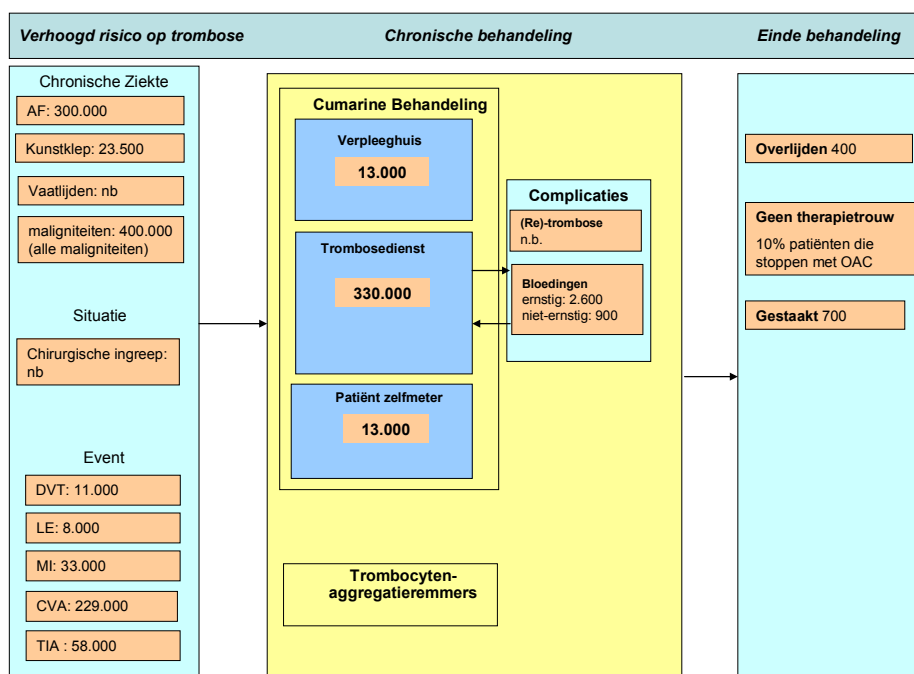 Verhoogd risico op trombose
Chronische behandeling
Einde behandeling
Chronische Ziekte
AF: 300.000
Kunstklep: 23.500
Vaatlijden: nb
maligniteiten: 400.000
(alle maligniteiten)
Situatie
Chirurgische ingreep:
nb
Event
DVT: 11.000
LE: 8.000
MI: 33.000
CVA: 229.000
TIA : 58.000
Cumarine Behandeling
Verpleeghuis
13.000
Trombosedienst
330.000
Patiënt zelfmeter
13.000
Complicaties
(Re)-trombose
n.b.
Bloedingen
ernstig: 2.600
niet-ernstig: 900
Trombocyten-
aggregatieremmers
Overlijden 400
Geen therapietrouw
10% patiënten die
stoppen met OAC
Gestaakt 700